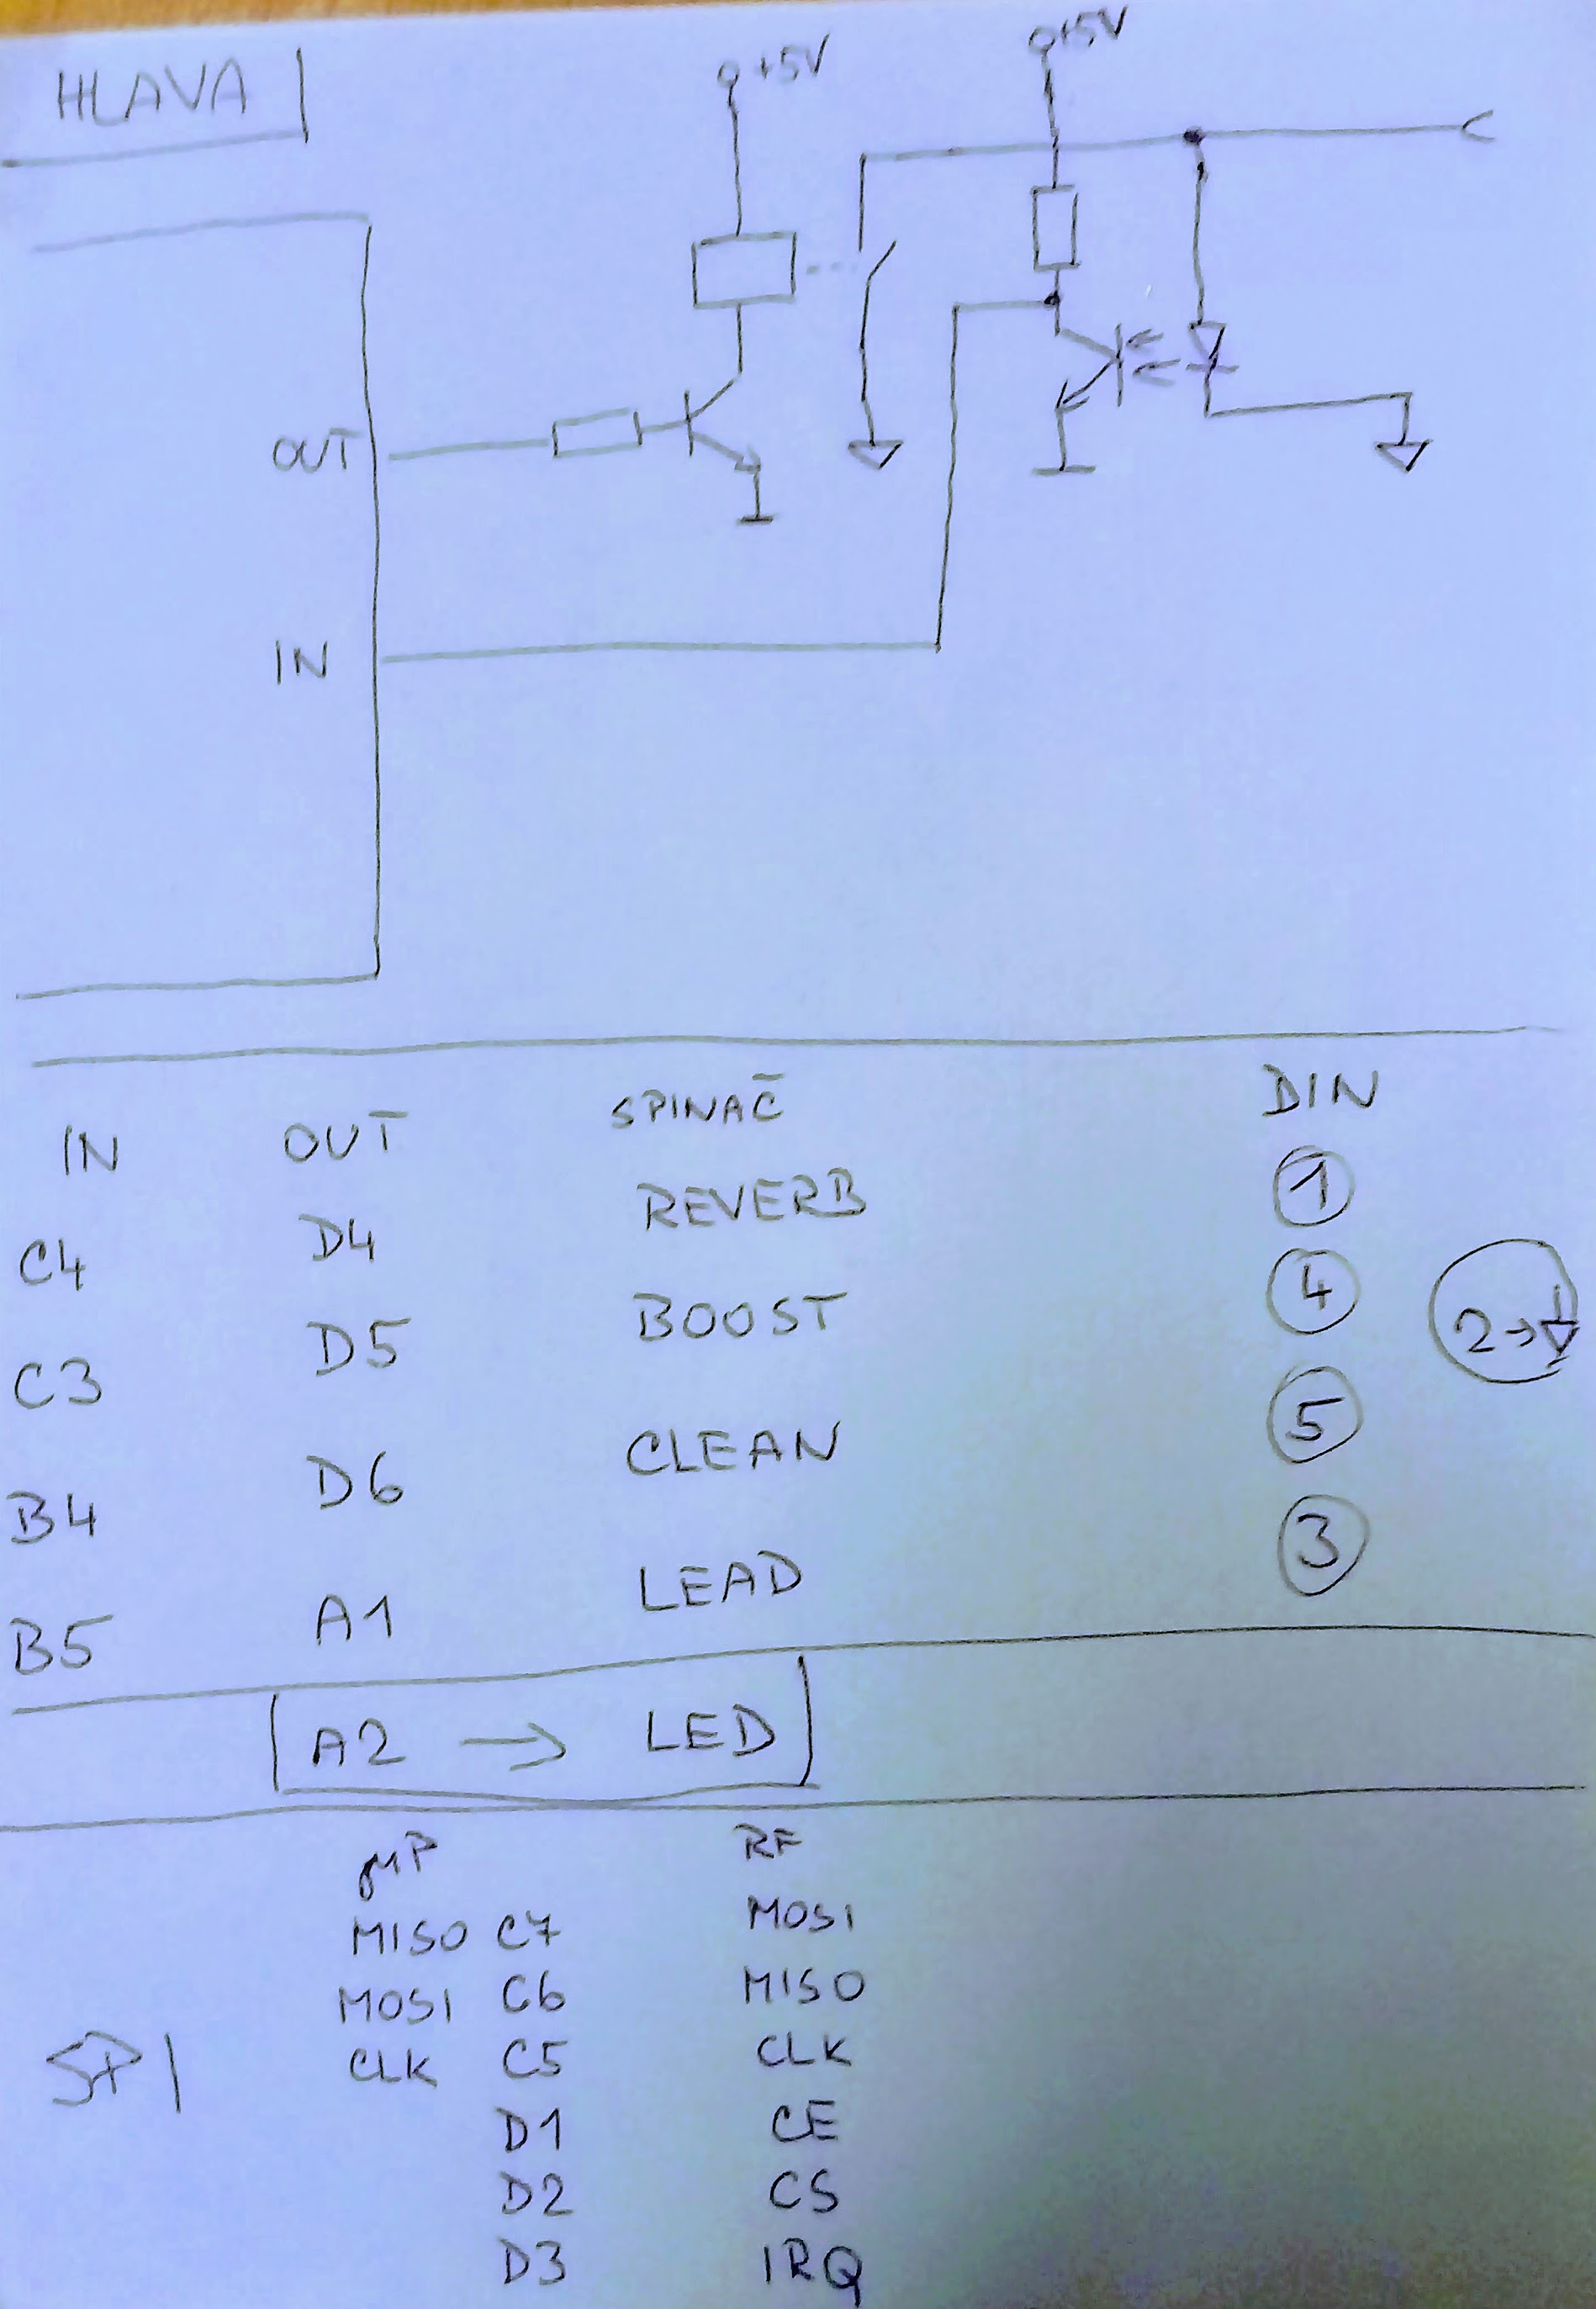 HLAVA
+5V +5V
OUT
IN
IN OUT SPINAČ DIN
C4 D4 REVERB 1
C3 D5 BOOST 4
2→
B4 D6 CLEAN 5
B5 A1 LEAD 3
A2 → LED
μP RF
MISO C7 MOSI
MOSI C6 MISO
SPI CLK C5 CLK
D1 CE
D2 CS
D3 IRQ